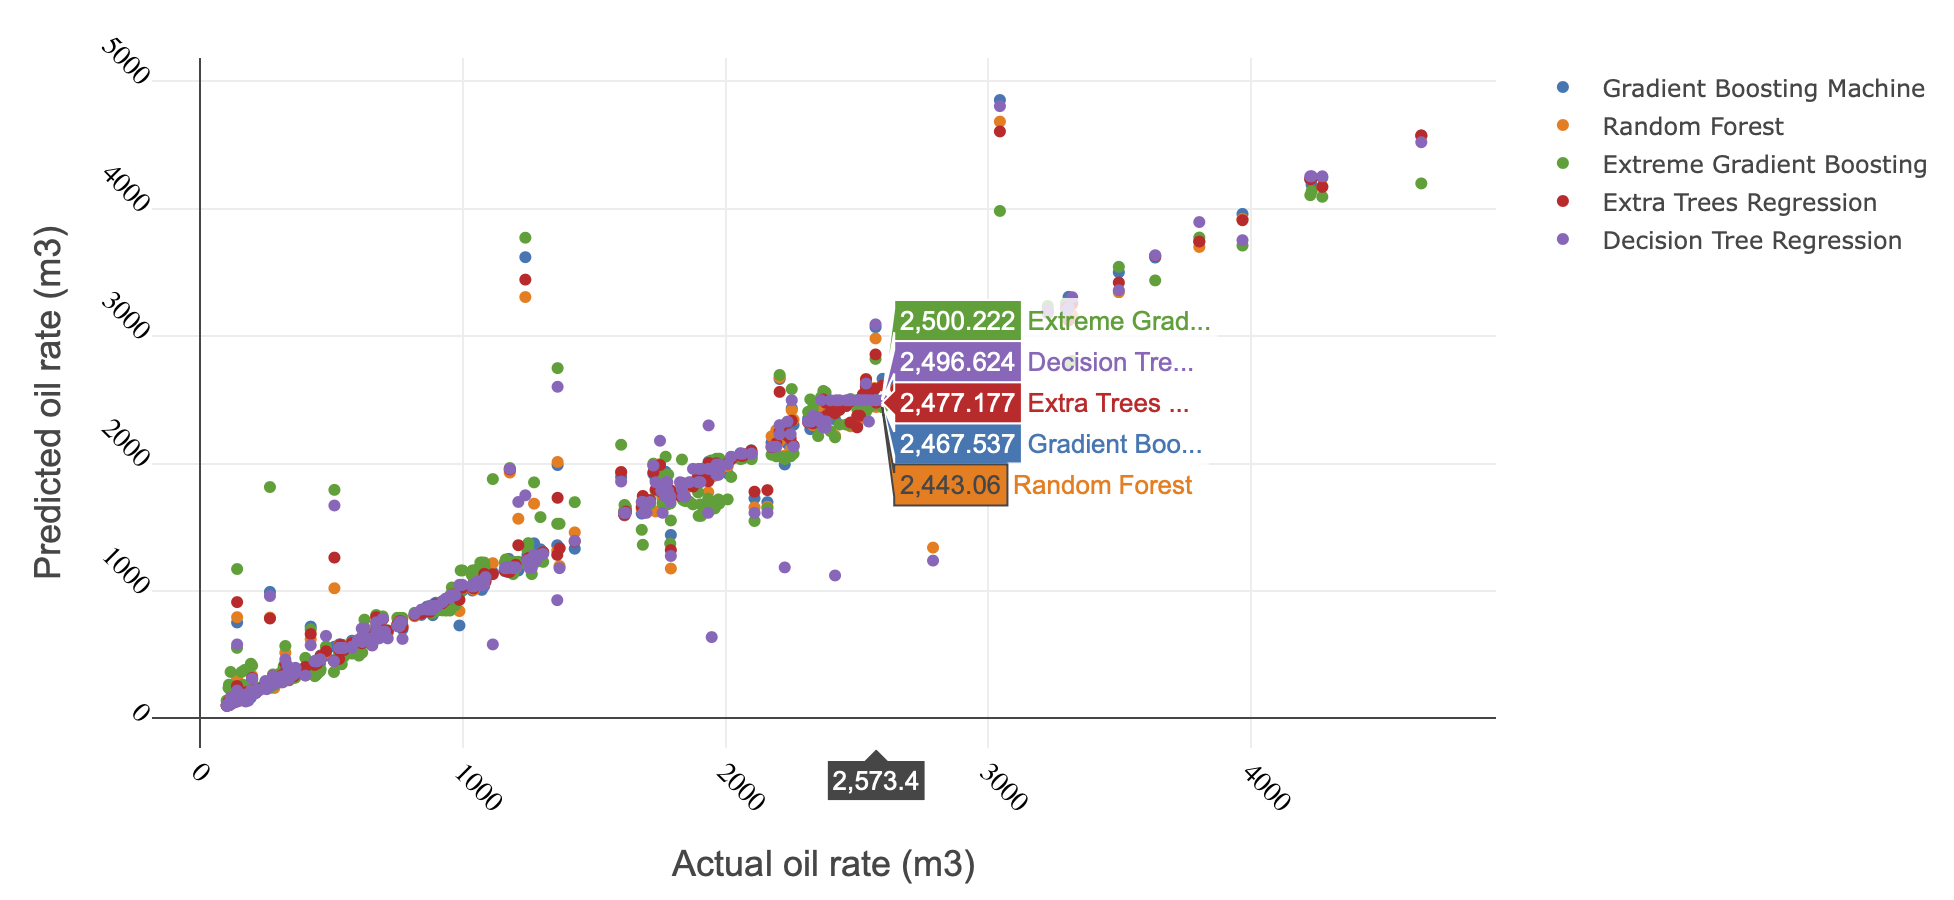 5000
4000
3000
2000
1000
0
Predicted oil rate (m3)
0
1000
2000
3000
4000
2,573.4
Actual oil rate (m3)
2,500.222 Extreme Grad...
2,496.624 Decision Tre...
2,477.177 Extra Trees ...
2,467.537 Gradient Boo...
2,443.06 Random Forest
Gradient Boosting Machine
Random Forest
Extreme Gradient Boosting
Extra Trees Regression
Decision Tree Regression